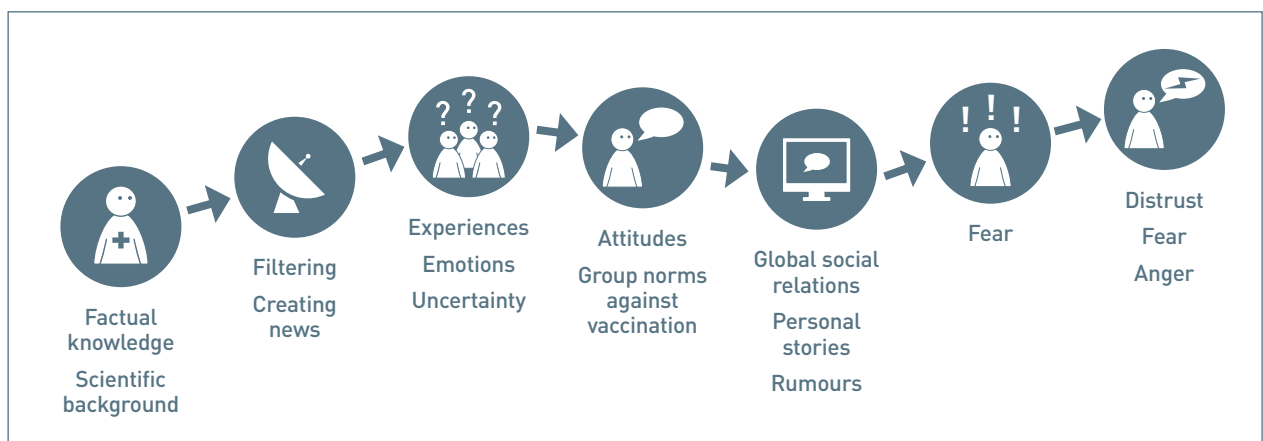 Factual
knowledge
Scientific
background
Filtering
Creating
news
? ? ?
Experiences
Emotions
Uncertainty
Attitudes
Group norms
against
vaccination
Global social
relations
Personal
stories
Rumours
! ! !
Fear
Distrust
Fear
Anger